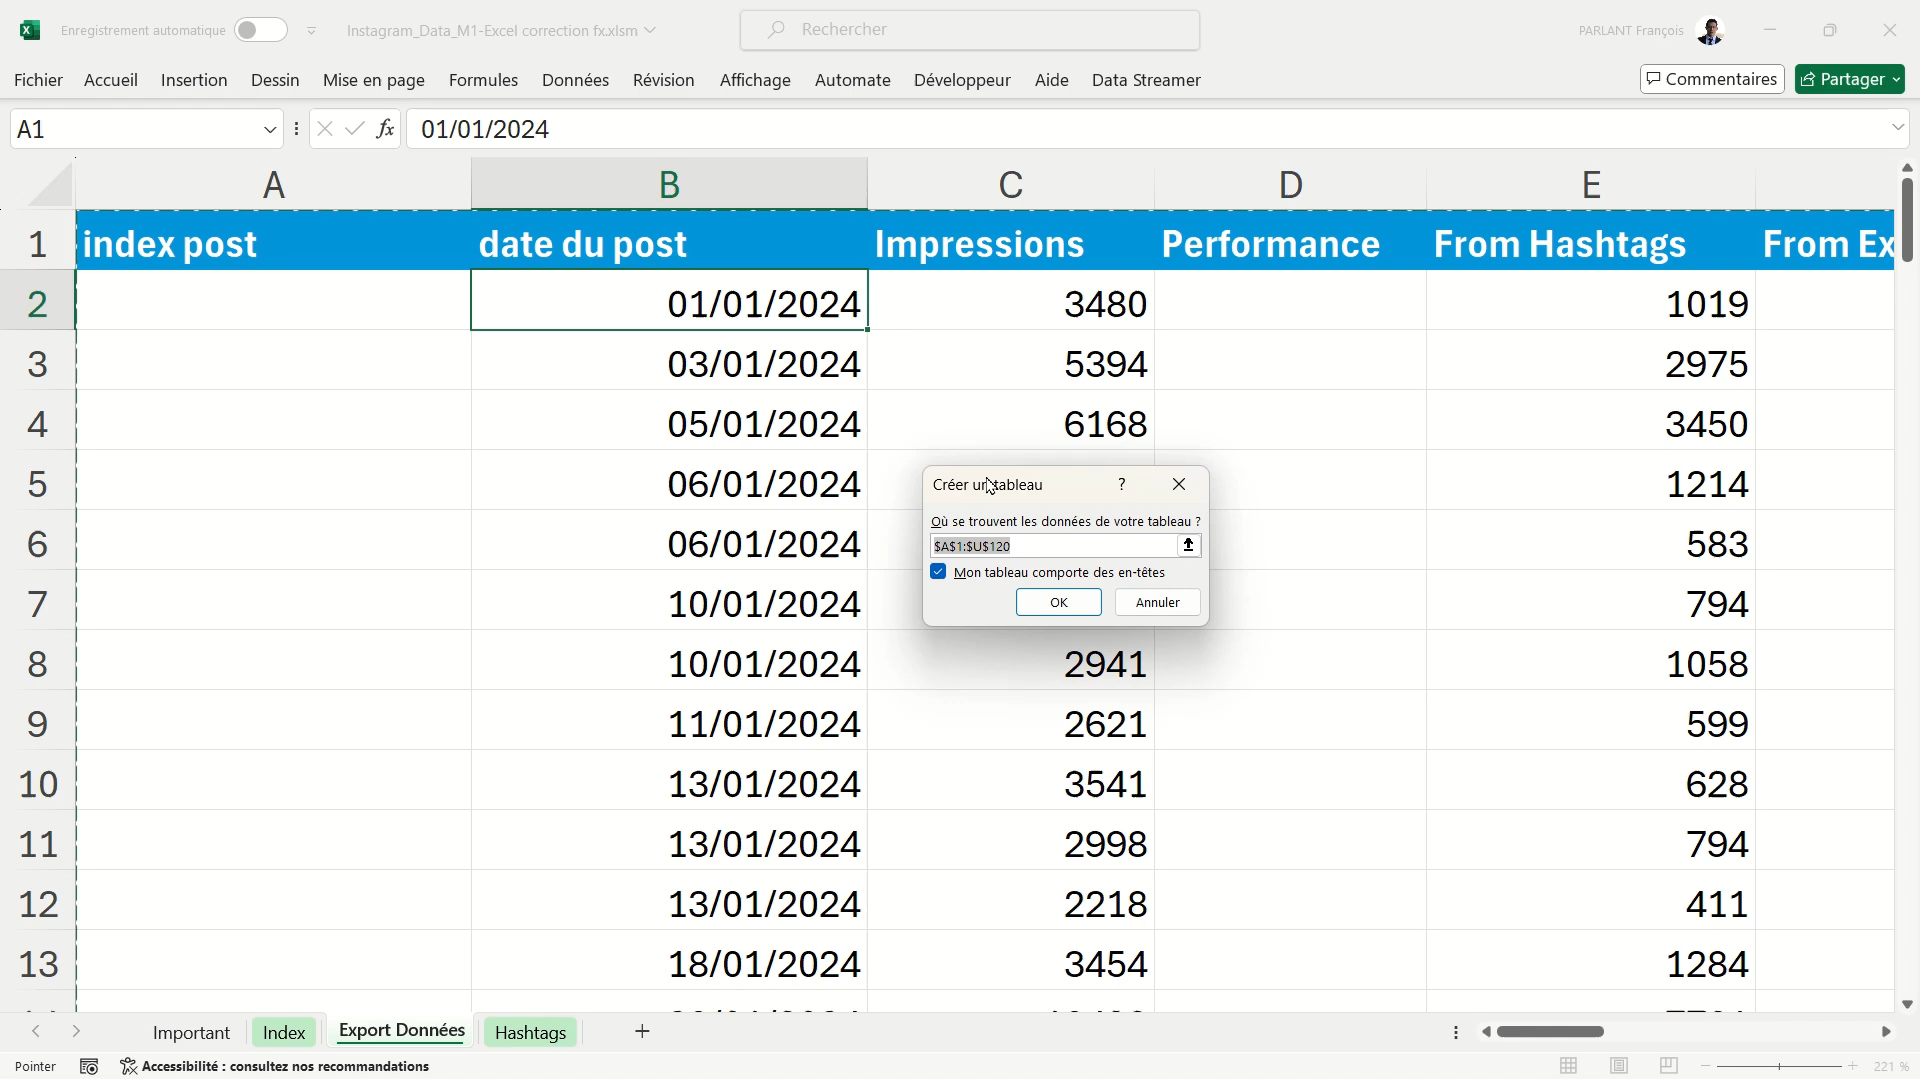 Enregistrement automatique
Instagram_Data_M1-Excel correction fx.xlsm
Rechercher
PARLANT François
Fichier Accueil Insertion Dessin Mise en page Formules Données Révision Affichage Automate Développeur Aide Data Streamer
Commentaires
Partager
A1
fx
01/01/2024
A B C D E
1 index post date du post Impressions Performance From Hashtags From Ex
2 01/01/2024 3480 1019
3 03/01/2024 5394 2975
4 05/01/2024 6168 3450
5 06/01/2024 1214
6 06/01/2024 583
7 10/01/2024 794
8 10/01/2024 2941 1058
9 11/01/2024 2621 599
10 13/01/2024 3541 628
11 13/01/2024 2998 794
12 13/01/2024 2218 411
13 18/01/2024 3454 1284
Créer un tableau ?
Où se trouvent les données de votre tableau ?
$A$1:$U$120
Mon tableau comporte des en-têtes
OK
Annuler
Important Index Export Données Hashtags
Pointer
Accessibilité : consultez nos recommandations
221 %